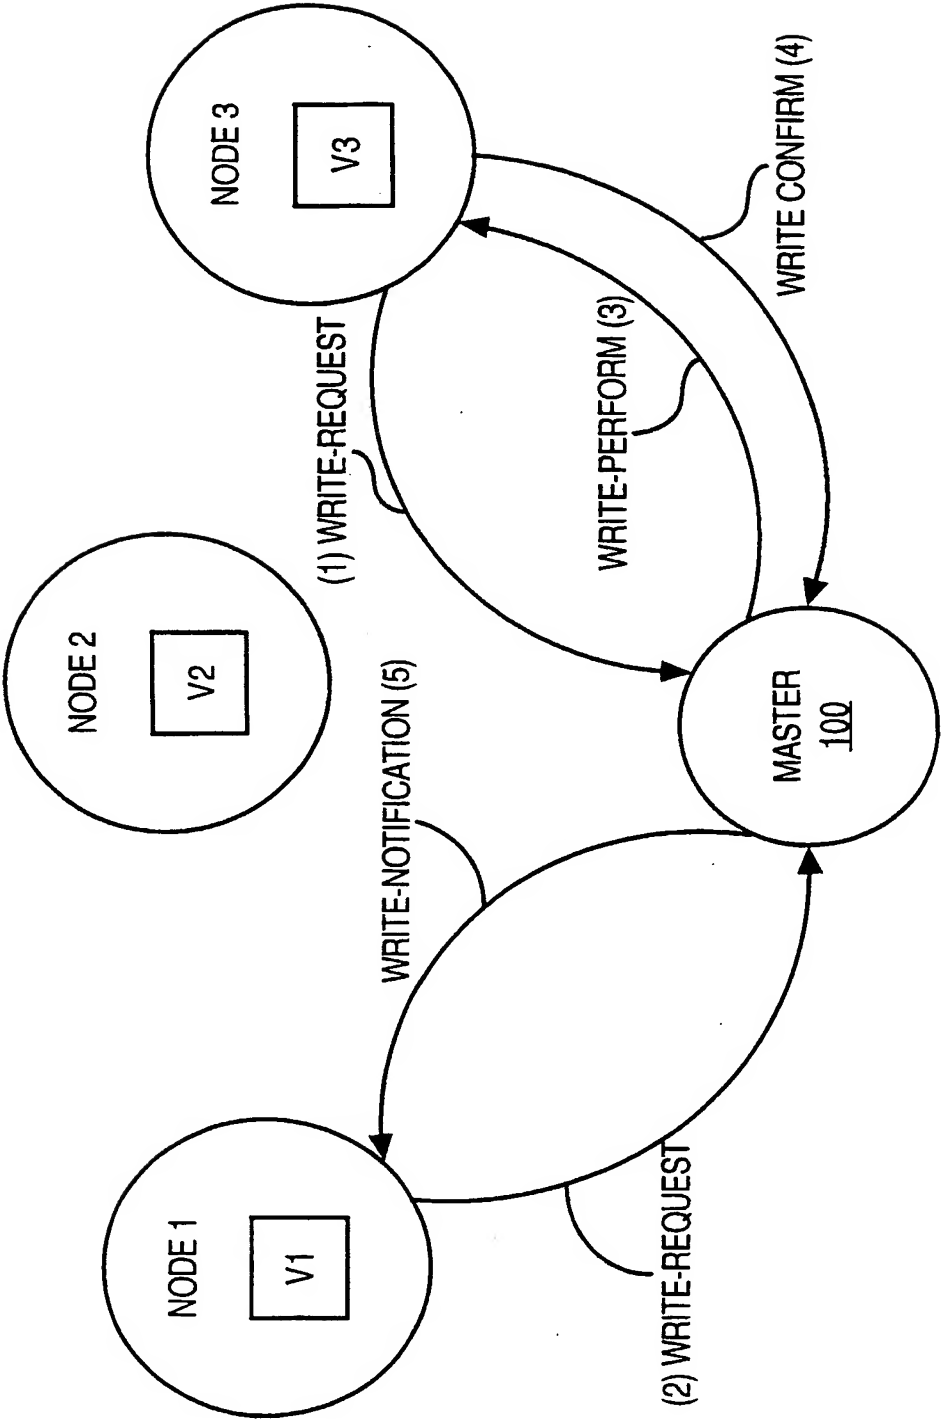 NODE 1
V1
NODE 2
V2
NODE 3
V3
(1) WRITE-REQUEST
WRITE-NOTIFICATION (5)
WRITE-PERFORM (3)
(2) WRITE-REQUEST
MASTER
100
WRITE CONFIRM (4)